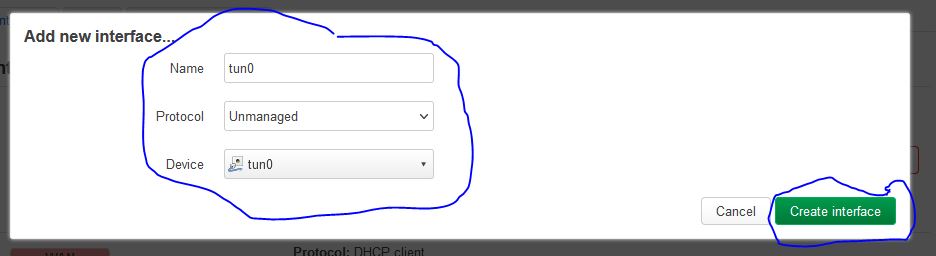 Add new interface...
Name tun0
Protocol Unmanaged
Device tun0
Cancel Create interface
Protocol: DHCP client